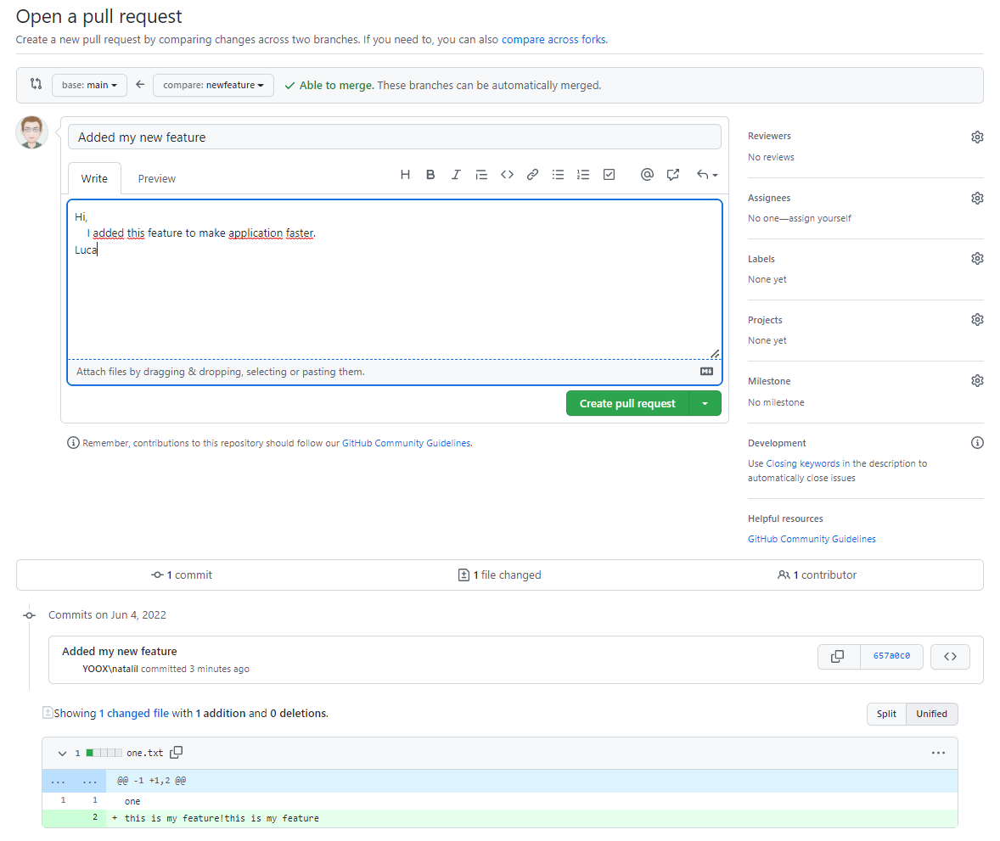 Open a pull request
Create a new pull request by comparing changes across two branches. If you need to, you can also compare across forks.
base: main
compare: newfeature
Able to merge. These branches can be automatically merged.
Added my new feature
Write
Preview
Hi,
I added this feature to make application faster.
Luca
Attach files by dragging & dropping, selecting or pasting them.
Create pull request
Remember, contributions to this repository should follow our GitHub Community Guidelines.
Reviewers
No reviews
Assignees
No one—assign yourself
Labels
None yet
Projects
None yet
Milestone
No milestone
Development
Use Closing keywords in the description to
automatically close issues
Helpful resources
GitHub Community Guidelines
1 commit
1 file changed
1 contributor
Commits on Jun 4, 2022
Added my new feature
YOOX\natalil committed 3 minutes ago
657a0c0
Showing 1 changed file with 1 addition and 0 deletions.
Split
Unified
1 one.txt
... ... @@ -1 +1,2 @@
1 1 one
2 + this is my feature!this is my feature